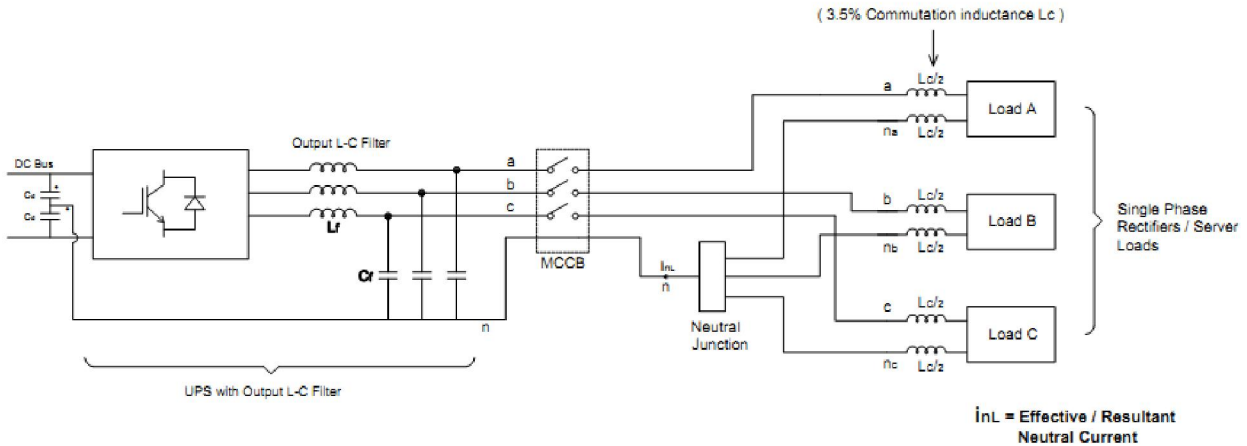 ( 3.5% Commutation inductance Lc )
a
Lc/2
Load A
na
Lc/2
Output L-C Filter
DC Bus
a
b
c
Cd
+
Cd
+
Lf
Cf
MCCB
b
Lc/2
Load B
nb
Lc/2
Single Phase
Rectifiers / Server
Loads
inL
n
n
Neutral
Junction
c
Lc/2
Load C
nc
Lc/2
UPS with Output L-C Filter
inL = Effective / Resultant
Neutral Current